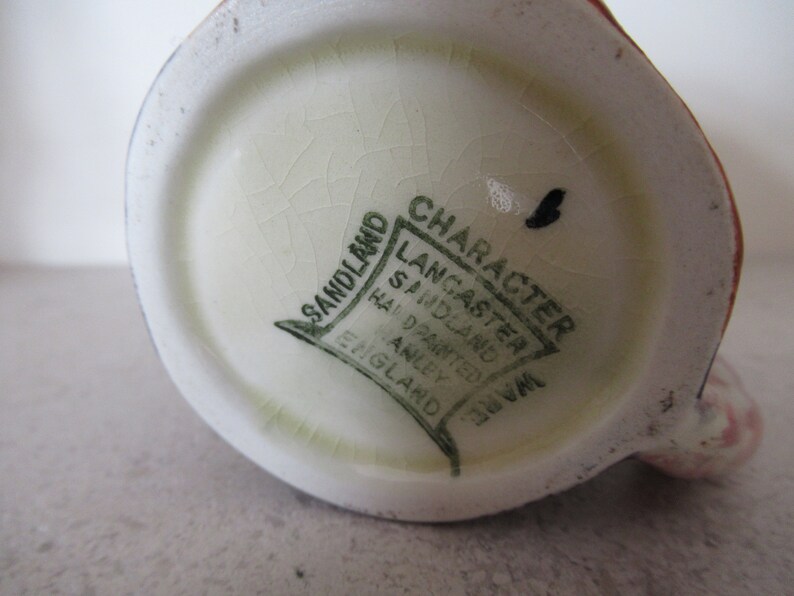 SANDLAND
CHARACTER
WARE
LANCASTER
SANDLAND
HAND PAINTED
HANLEY
ENGLAND